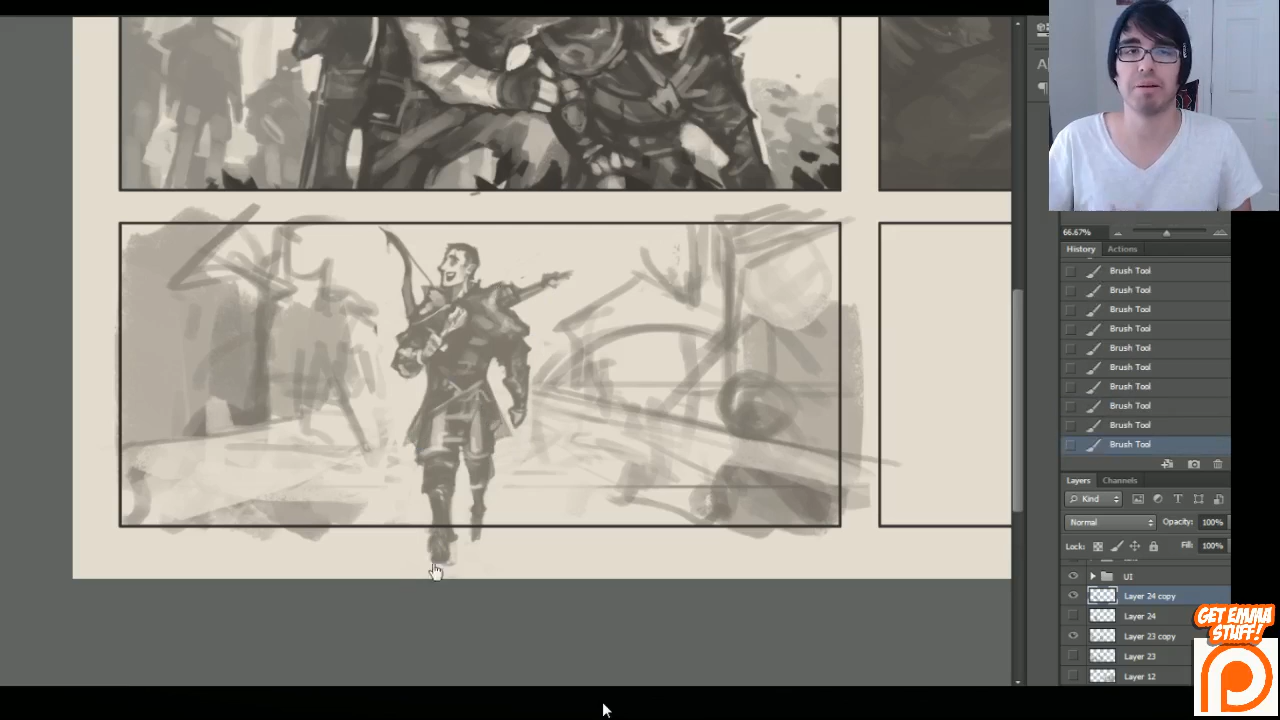 66.67%
History Actions
Brush Tool
Brush Tool
Brush Tool
Brush Tool
Brush Tool
Brush Tool
Brush Tool
Brush Tool
Brush Tool
Brush Tool
Layers Channels
Kind
Normal Opacity: 100%
Lock: Fill: 100%
UI
Layer 24 copy
Layer 24
Layer 23 copy
Layer 23
Layer 12
GET EMMA
STUFF!